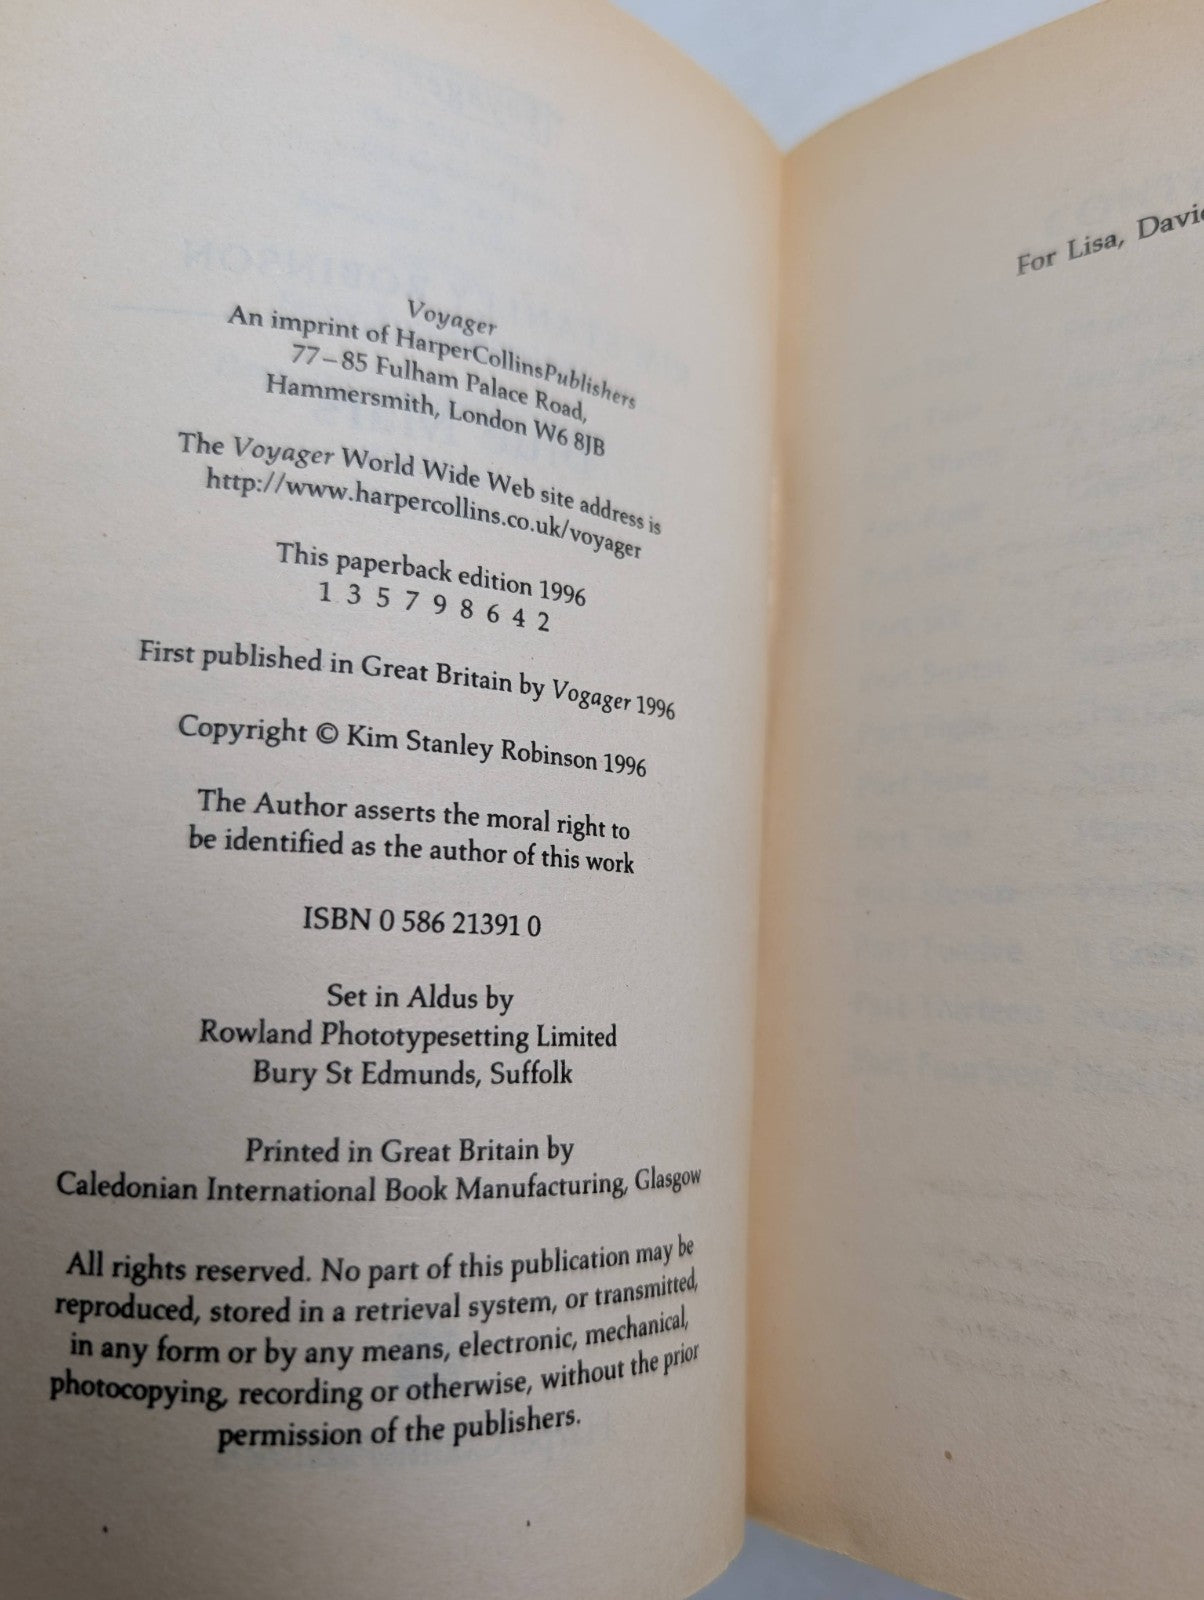 Voyager
An imprint of HarperCollinsPublishers
77–85 Fulham Palace Road,
Hammersmith, London W6 8JB
The Voyager World Wide Web site address is
http://www.harpercollins.co.uk/voyager
This paperback edition 1996
1 3 5 7 9 8 6 4 2
First published in Great Britain by Vogager 1996
Copyright © Kim Stanley Robinson 1996
The Author asserts the moral right to
be identified as the author of this work
ISBN 0 586 21391 0
Set in Aldus by
Rowland Phototypesetting Limited
Bury St Edmunds, Suffolk
Printed in Great Britain by
Caledonian International Book Manufacturing, Glasgow
All rights reserved. No part of this publication may be
reproduced, stored in a retrieval system, or transmitted,
in any form or by any means, electronic, mechanical,
photocopying, recording or otherwise, without the prior
permission of the publishers.
For Lisa, David